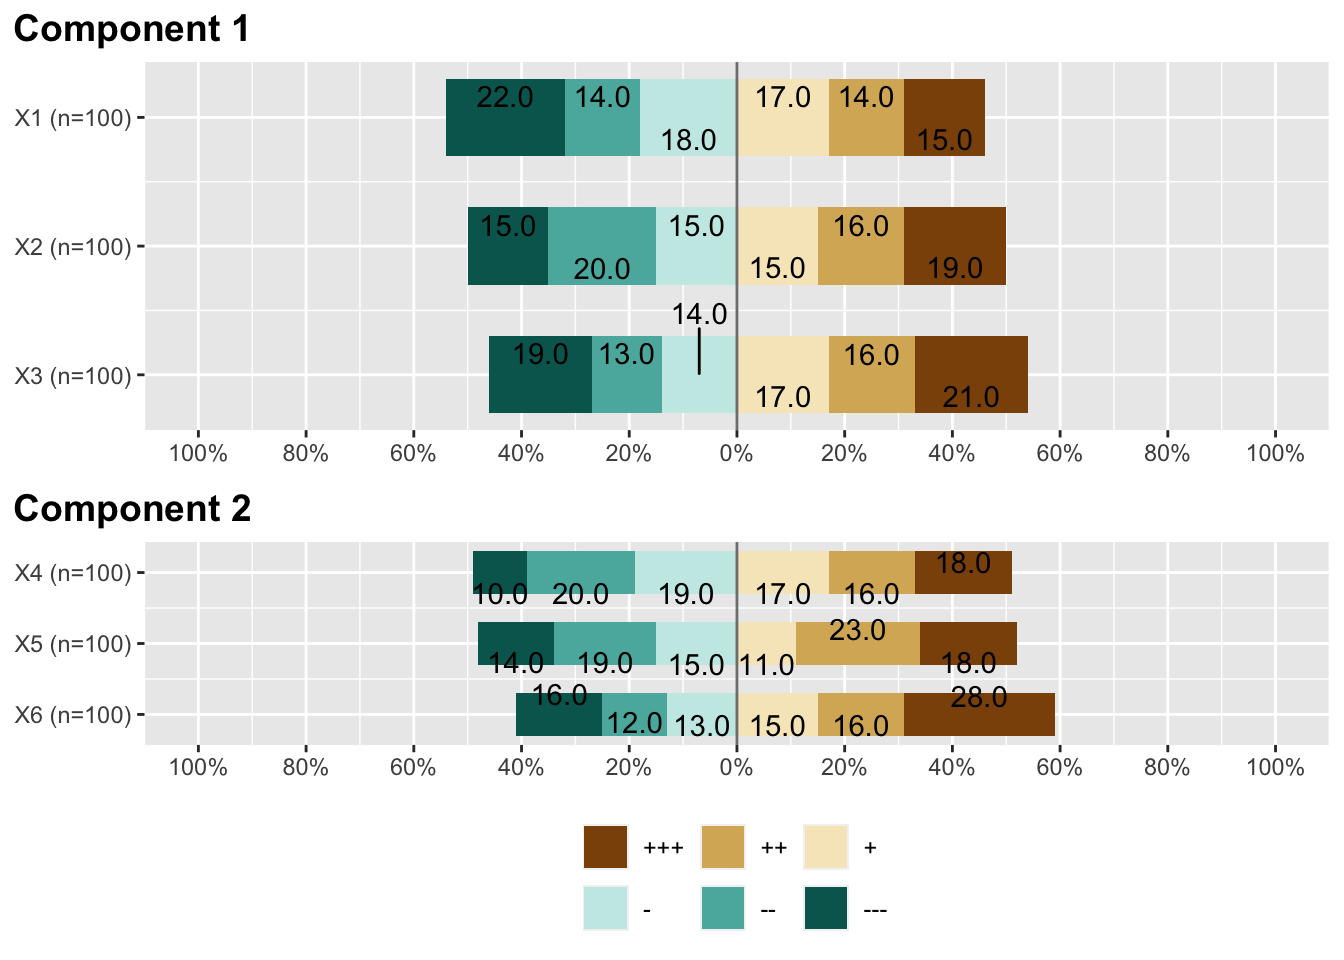 Component 1
X1 (n=100)
22.0 14.0 18.0 17.0 14.0 15.0
X2 (n=100)
15.0 20.0 15.0 15.0 16.0 19.0
X3 (n=100)
19.0 13.0 14.0 17.0 16.0 21.0
100% 80% 60% 40% 20% 0% 20% 40% 60% 80% 100%
Component 2
X4 (n=100)
10.0 20.0 19.0 17.0 16.0 18.0
X5 (n=100)
14.0 19.0 15.0 11.0 23.0 18.0
X6 (n=100)
16.0 12.0 13.0 15.0 16.0 28.0
100% 80% 60% 40% 20% 0% 20% 40% 60% 80% 100%
+++ ++ +
- -- ---